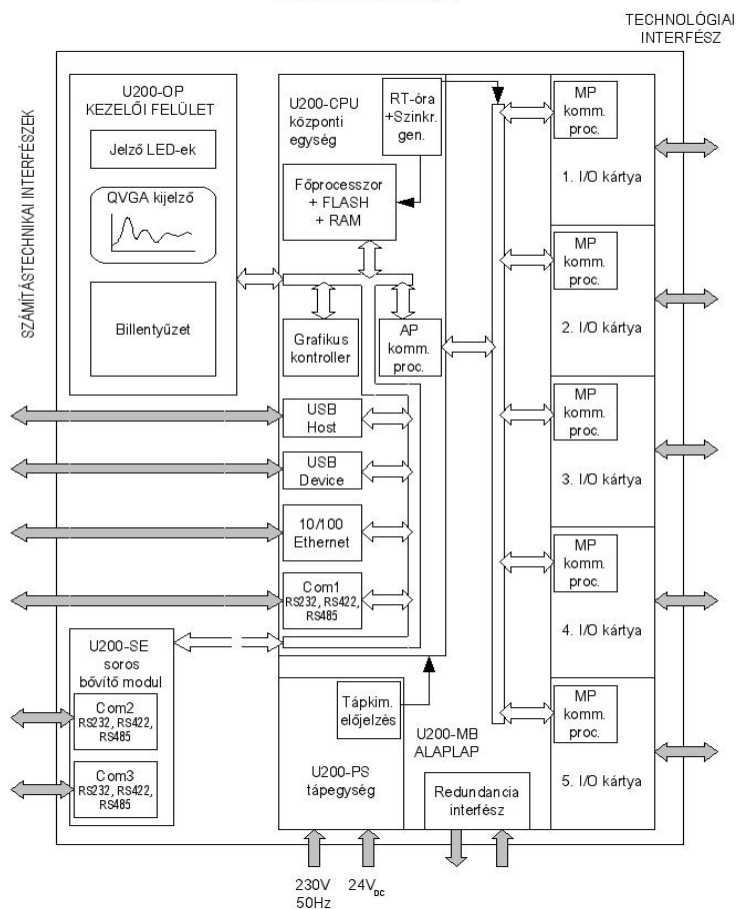 TECHNOLÓGIAI
INTERFÉSZ
SZÁMÍTÁSTECHNIKAI INTERFÉSZEK
U200-OP
KEZELŐI FELÜLET
Jelző LED-ek
QVGA kijelző
Billentyűzet
U200-CPU
központi
egység
RT-óra
+Szinkr.
gen.
Főprocesszor
+ FLASH
+ RAM
Grafikus
kontroller
AP
komm.
proc.
USB
Host
USB
Device
10/100
Ethernet
Com1
RS232, RS422,
RS485
MP
komm.
proc.
1. I/O kártya
MP
komm.
proc.
2. I/O kártya
MP
komm.
proc.
3. I/O kártya
MP
komm.
proc.
4. I/O kártya
MP
komm.
proc.
5. I/O kártya
U200-SE
soros
bővítő modul
Com2
RS232, RS422,
RS485
Com3
RS232, RS422,
RS485
Tápkim.
előjelzés
U200-PS
tápegység
U200-MB
ALAPLAP
Redundancia
interfész
230V
50Hz
24VDC